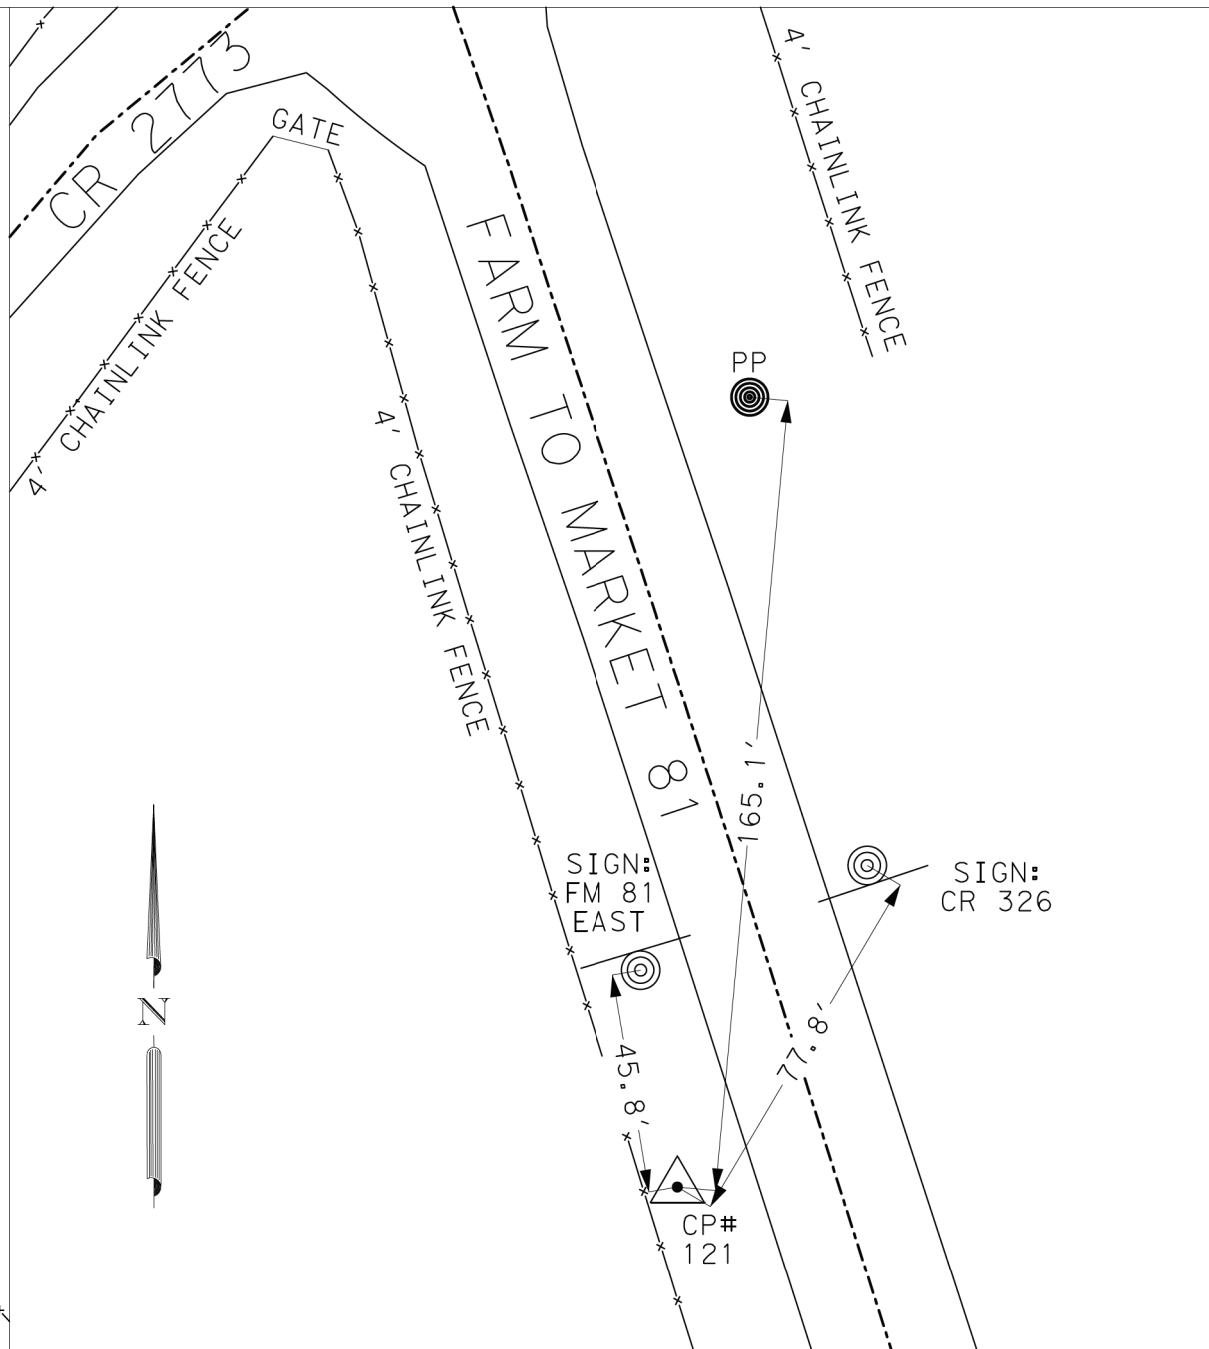 CR 2773
GATE
4' CHAINLINK FENCE
4' CHAINLINK FENCE
FARM TO MARKET 81
4' CHAINLINK FENCE
PP
165.1'
SIGN:
FM 81
EAST
SIGN:
CR 326
45.8'
77.8'
N
CP#
121